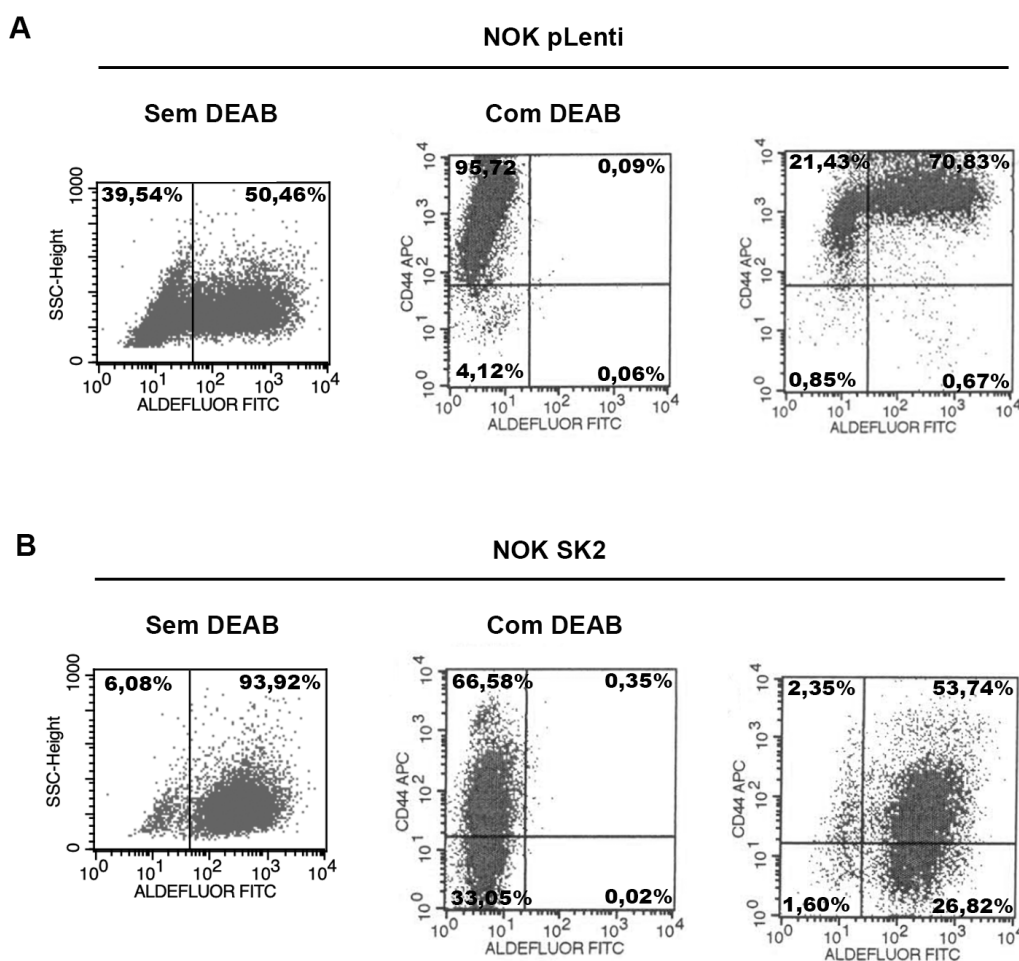 A
NOK pLenti
Sem DEAB
Com DEAB
39,54% 50,46%
1000
0
SSC-Height
10^0 10^1 10^2 10^3 10^4
ALDEFLUOR FITC
95,72 0,09%
4,12% 0,06%
10^4
10^3
10^2
10^1
10^0
CD44 APC
10^0 10^1 10^2 10^3 10^4
ALDEFLUOR FITC
21,43% 70,83%
0,85% 0,67%
10^4
10^3
10^2
10^1
10^0
CD44 APC
10^0 10^1 10^2 10^3 10^4
ALDEFLUOR FITC
B
NOK SK2
Sem DEAB
Com DEAB
6,08% 93,92%
1000
0
SSC-Height
10^0 10^1 10^2 10^3 10^4
ALDEFLUOR FITC
66,58% 0,35%
33,05% 0,02%
10^4
10^3
10^2
10^1
10^0
CD44 APC
10^0 10^1 10^2 10^3 10^4
ALDEFLUOR FITC
2,35% 53,74%
1,60% 26,82%
10^4
10^3
10^2
10^1
10^0
CD44 APC
10^0 10^1 10^2 10^3 10^4
ALDEFLUOR FITC